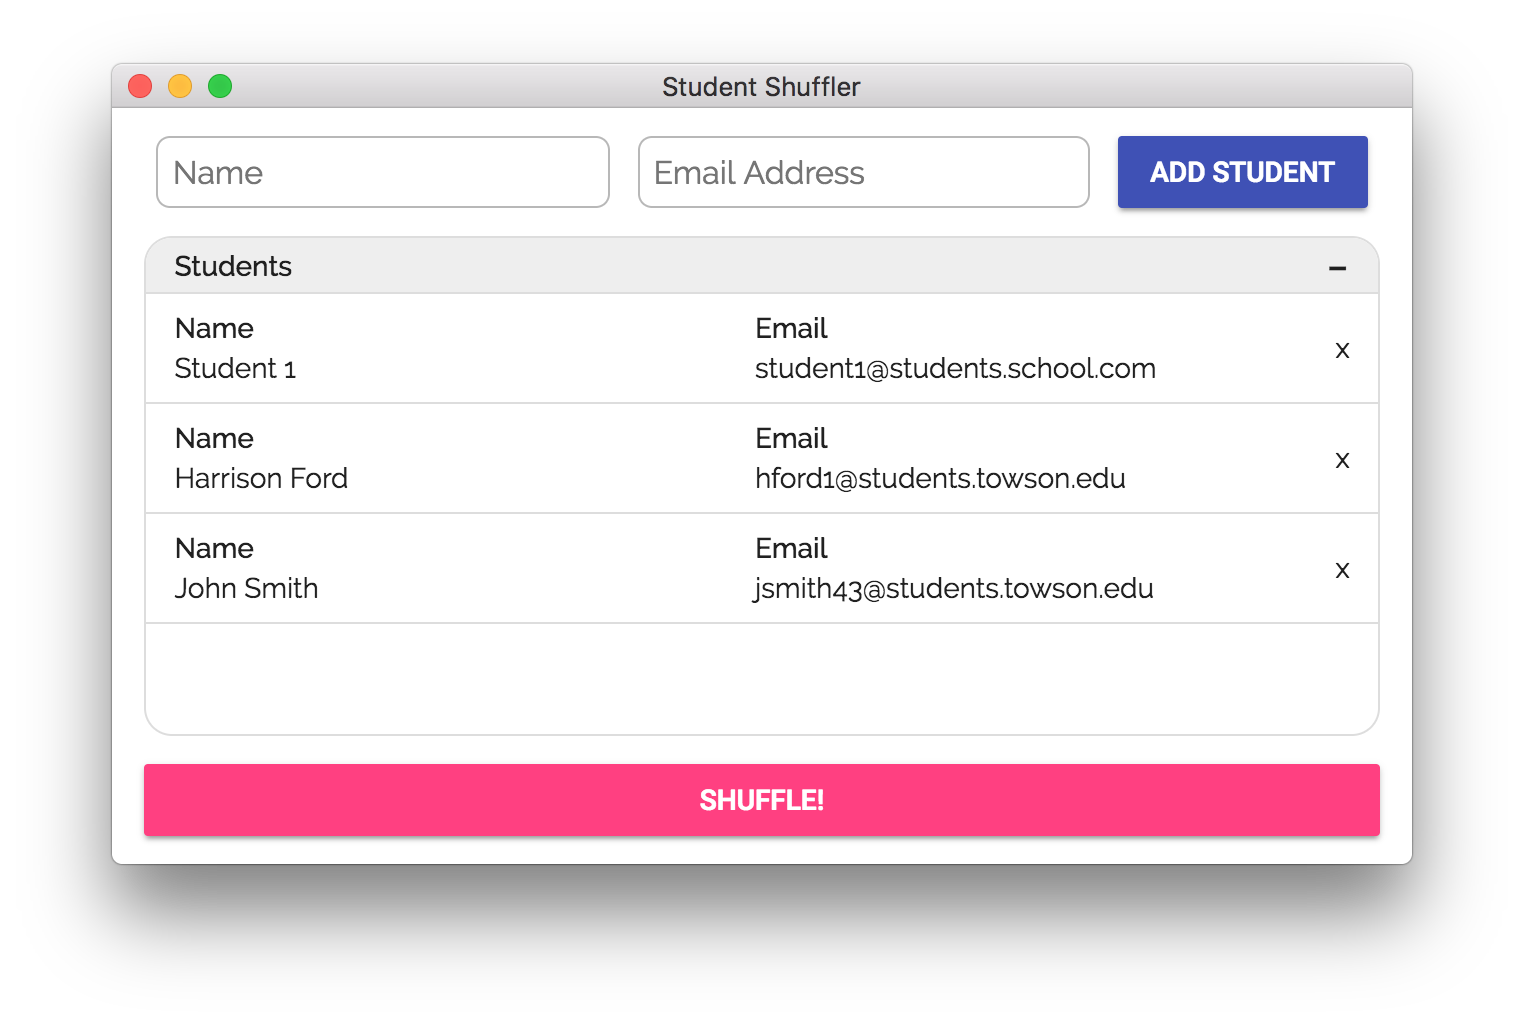 Student Shuffler
Name Email Address ADD STUDENT
Students –
Name Email
Student 1 student1@students.school.com x
Name Email
Harrison Ford hford1@students.towson.edu x
Name Email
John Smith jsmith43@students.towson.edu x
SHUFFLE!